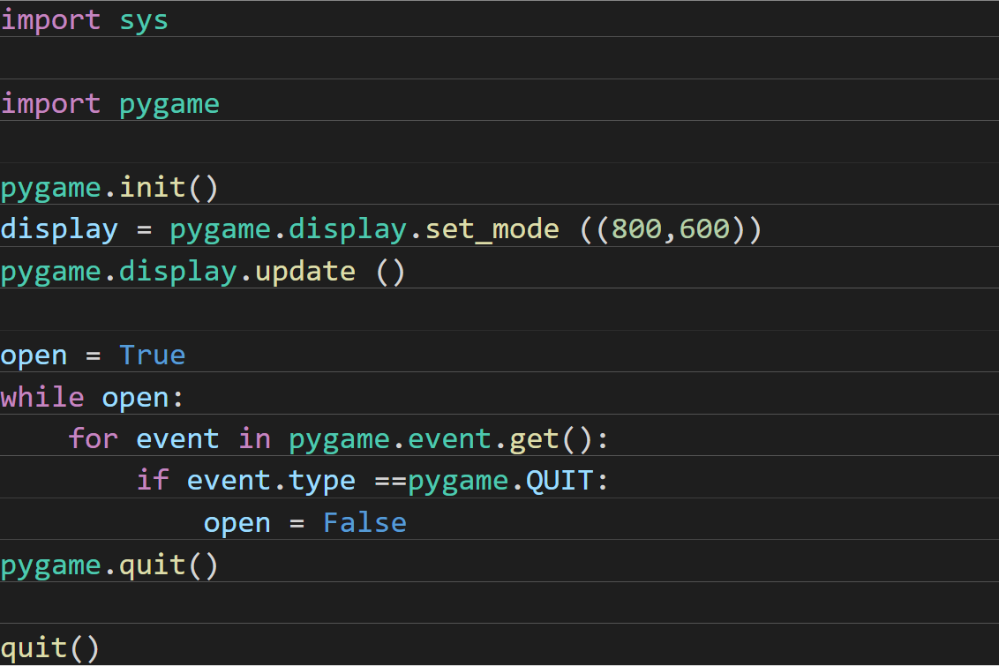 import sys
import pygame
pygame.init()
display = pygame.display.set_mode ((800,600))
pygame.display.update ()
open = True
while open:
    for event in pygame.event.get():
        if event.type ==pygame.QUIT:
            open = False
pygame.quit()
quit()